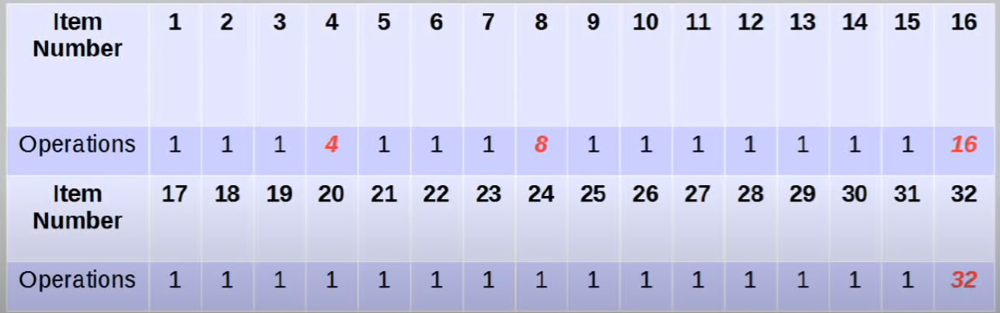 Item Number 1 2 3 4 5 6 7 8 9 10 11 12 13 14 15 16
Operations 1 1 1 4 1 1 1 8 1 1 1 1 1 1 1 16
Item Number 17 18 19 20 21 22 23 24 25 26 27 28 29 30 31 32
Operations 1 1 1 1 1 1 1 1 1 1 1 1 1 1 1 32